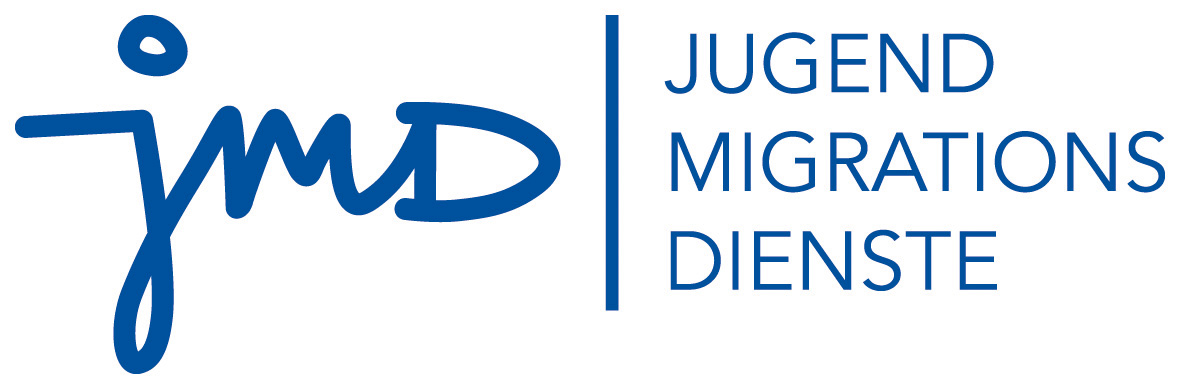 jmD
JUGEND
MIGRATIONS
DIENSTE